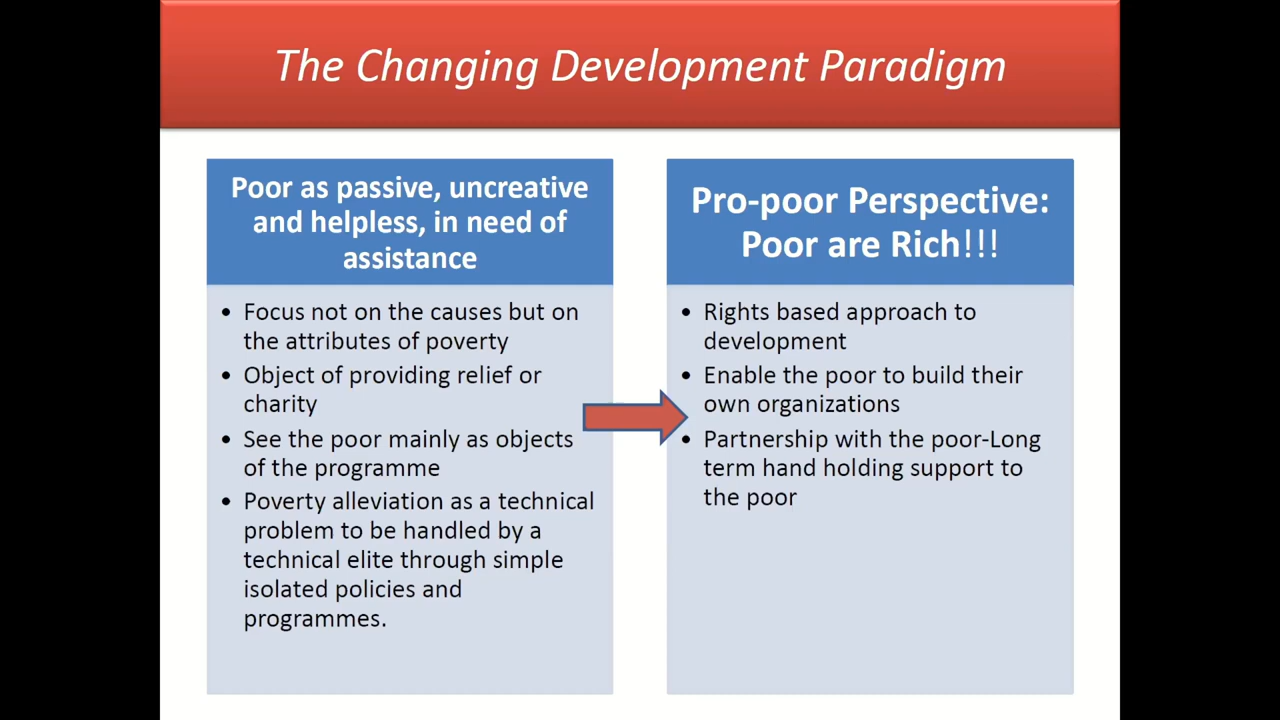 The Changing Development Paradigm
Poor as passive, uncreative
and helpless, in need of
assistance
• Focus not on the causes but on
the attributes of poverty
• Object of providing relief or
charity
• See the poor mainly as objects
of the programme
• Poverty alleviation as a technical
problem to be handled by a
technical elite through simple
isolated policies and
programmes.
Pro-poor Perspective:
Poor are Rich!!!
• Rights based approach to
development
• Enable the poor to build their
own organizations
• Partnership with the poor-Long
term hand holding support to
the poor